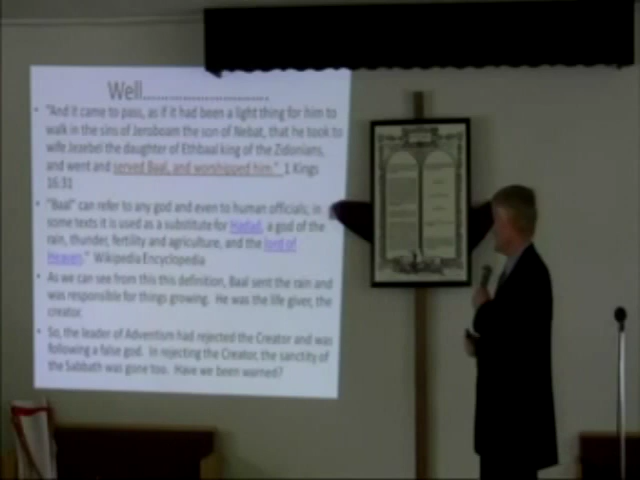 Well..............................
• "And it came to pass, as if it had been a light thing for him to
walk in the sins of Jeroboam the son of Nebat, that he took to
wife Jezebel the daughter of Ethbaal king of the Zidonians,
and went and served Baal, and worshipped him." 1 Kings
16:31
• "Baal" can refer to any god and even to human officials; in
some texts it is used as a substitute for Hadad, a god of the
rain, thunder, fertility and agriculture, and the lord of
Heaven." Wikipedia Encyclopedia
• As we can see from this this definition, Baal sent the rain and
was responsible for things growing. He was the life giver, the
creator.
• So, the leader of Adventism had rejected the Creator and was
following a false god. In rejecting the Creator, the sanctity of
the Sabbath was gone too. Have we been warned?